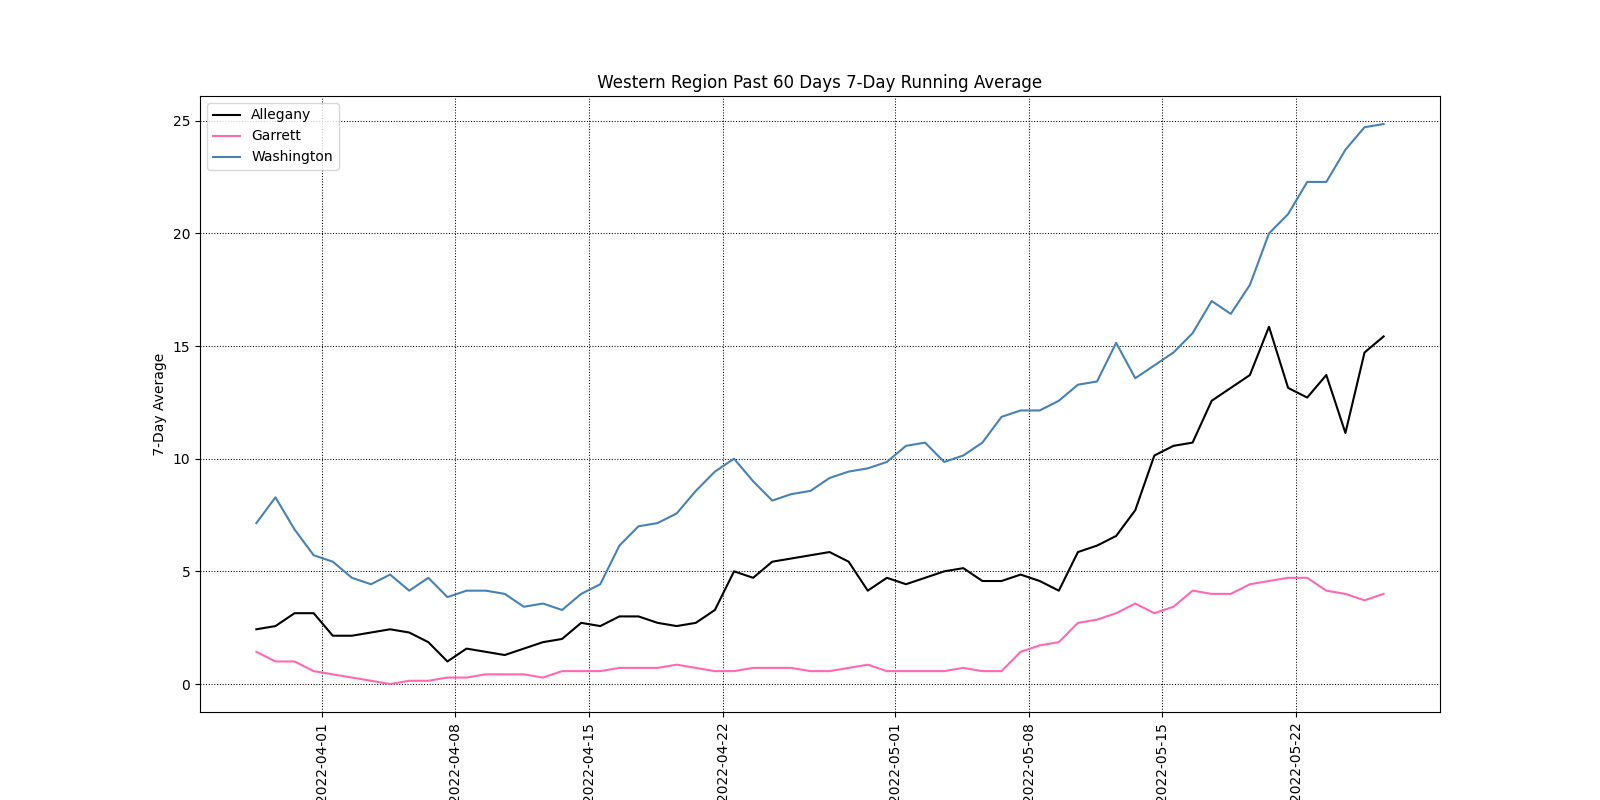 Western Region Past 60 Days 7-Day Running Average
Allegany
Garrett
Washington
7-Day Average
25
20
15
10
5
0
2022-04-01
2022-04-08
2022-04-15
2022-04-22
2022-05-01
2022-05-08
2022-05-15
2022-05-22